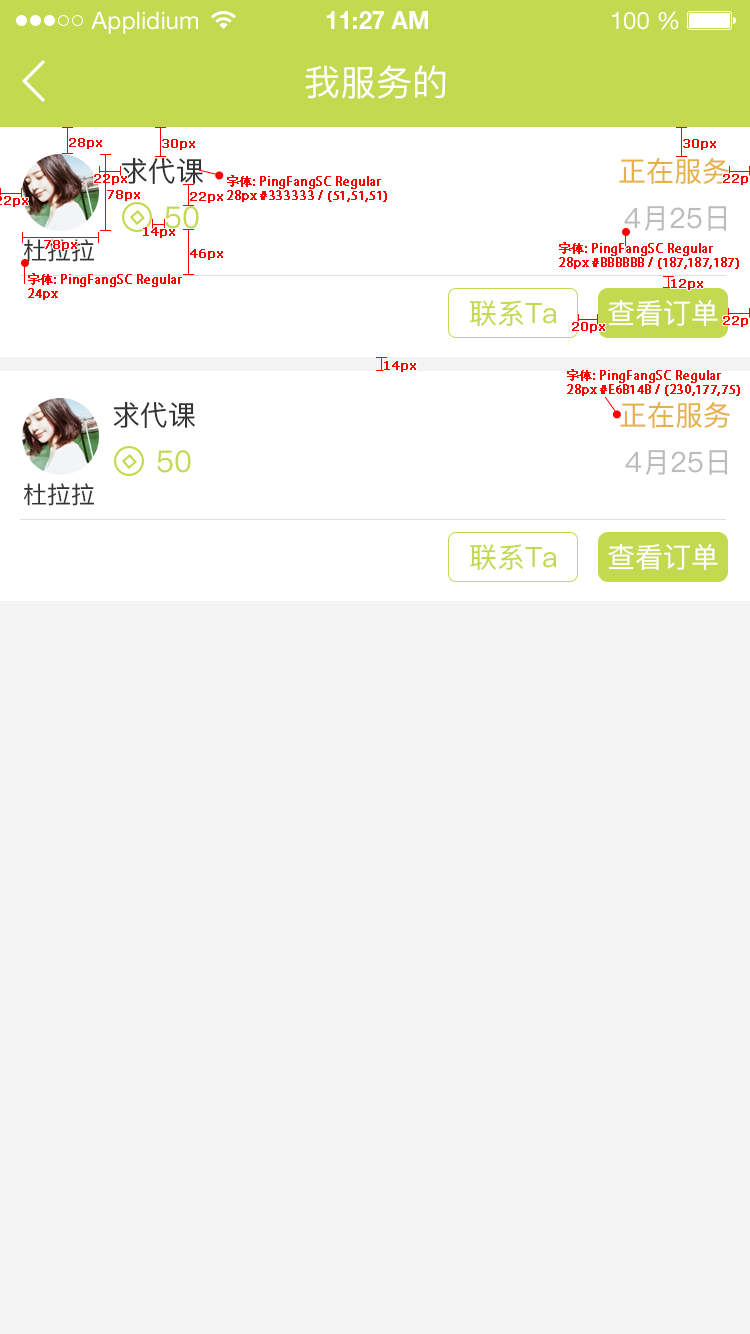 Applidium 11:27 AM 100 %
我服务的
28px 30px 30px
求代课 正在服务
22px 22px
字体: PingFangSC Regular
28px #333333 / (51,51,51)
22px 78px 22px
50 4月25日
14px
78px
杜拉拉
46px
字体: PingFangSC Regular
28px #BBBBBB / (187,187,187)
字体: PingFangSC Regular
24px
12px
联系Ta 查看订单
20px 22px
14px
字体: PingFangSC Regular
28px #E6B14B / (230,177,75)
求代课 正在服务
50 4月25日
杜拉拉
联系Ta 查看订单